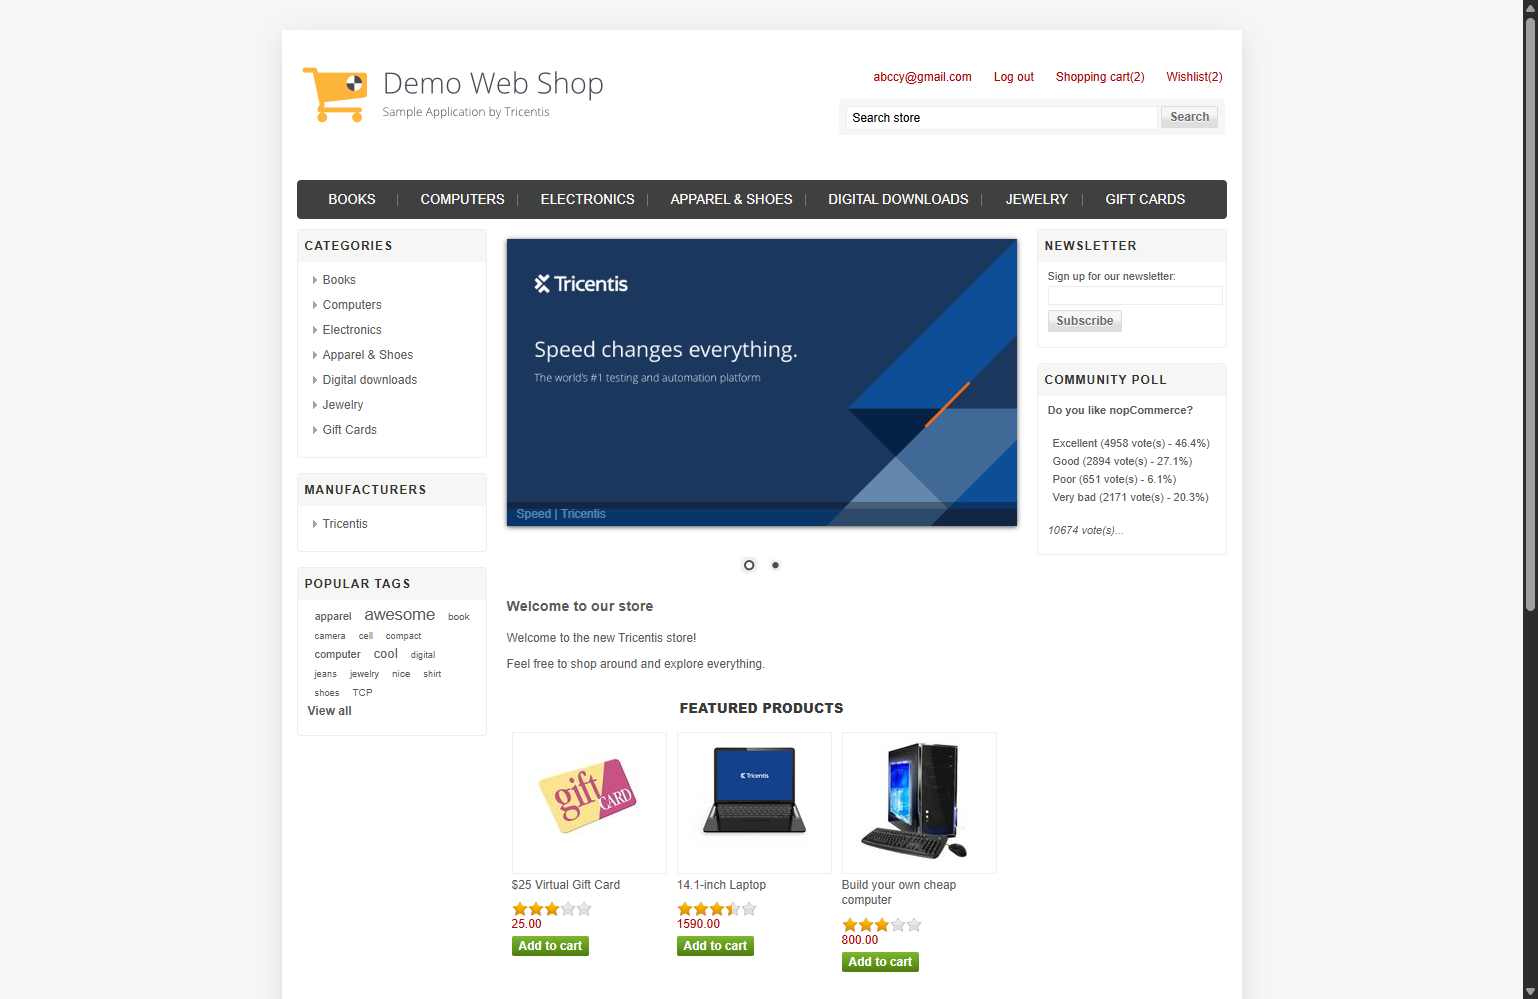 Demo Web Shop
Sample Application by Tricentis
abccy@gmail.com Log out Shopping cart(2) Wishlist(2)
Search store Search
BOOKS COMPUTERS ELECTRONICS APPAREL & SHOES DIGITAL DOWNLOADS JEWELRY GIFT CARDS
CATEGORIES
Books
Computers
Electronics
Apparel & Shoes
Digital downloads
Jewelry
Gift Cards
MANUFACTURERS
Tricentis
POPULAR TAGS
apparel awesome book
camera cell compact
computer cool digital
jeans jewelry nice shirt
shoes TCP
View all
Tricentis
Speed changes everything.
The world's #1 testing and automation platform
Speed | Tricentis
Welcome to our store
Welcome to the new Tricentis store!
Feel free to shop around and explore everything.
FEATURED PRODUCTS
gift CARD
$25 Virtual Gift Card
25.00
Add to cart
Tricentis
14.1-inch Laptop
1590.00
Add to cart
Build your own cheap
computer
800.00
Add to cart
NEWSLETTER
Sign up for our newsletter:
Subscribe
COMMUNITY POLL
Do you like nopCommerce?
Excellent (4958 vote(s) - 46.4%)
Good (2894 vote(s) - 27.1%)
Poor (651 vote(s) - 6.1%)
Very bad (2171 vote(s) - 20.3%)
10674 vote(s)...